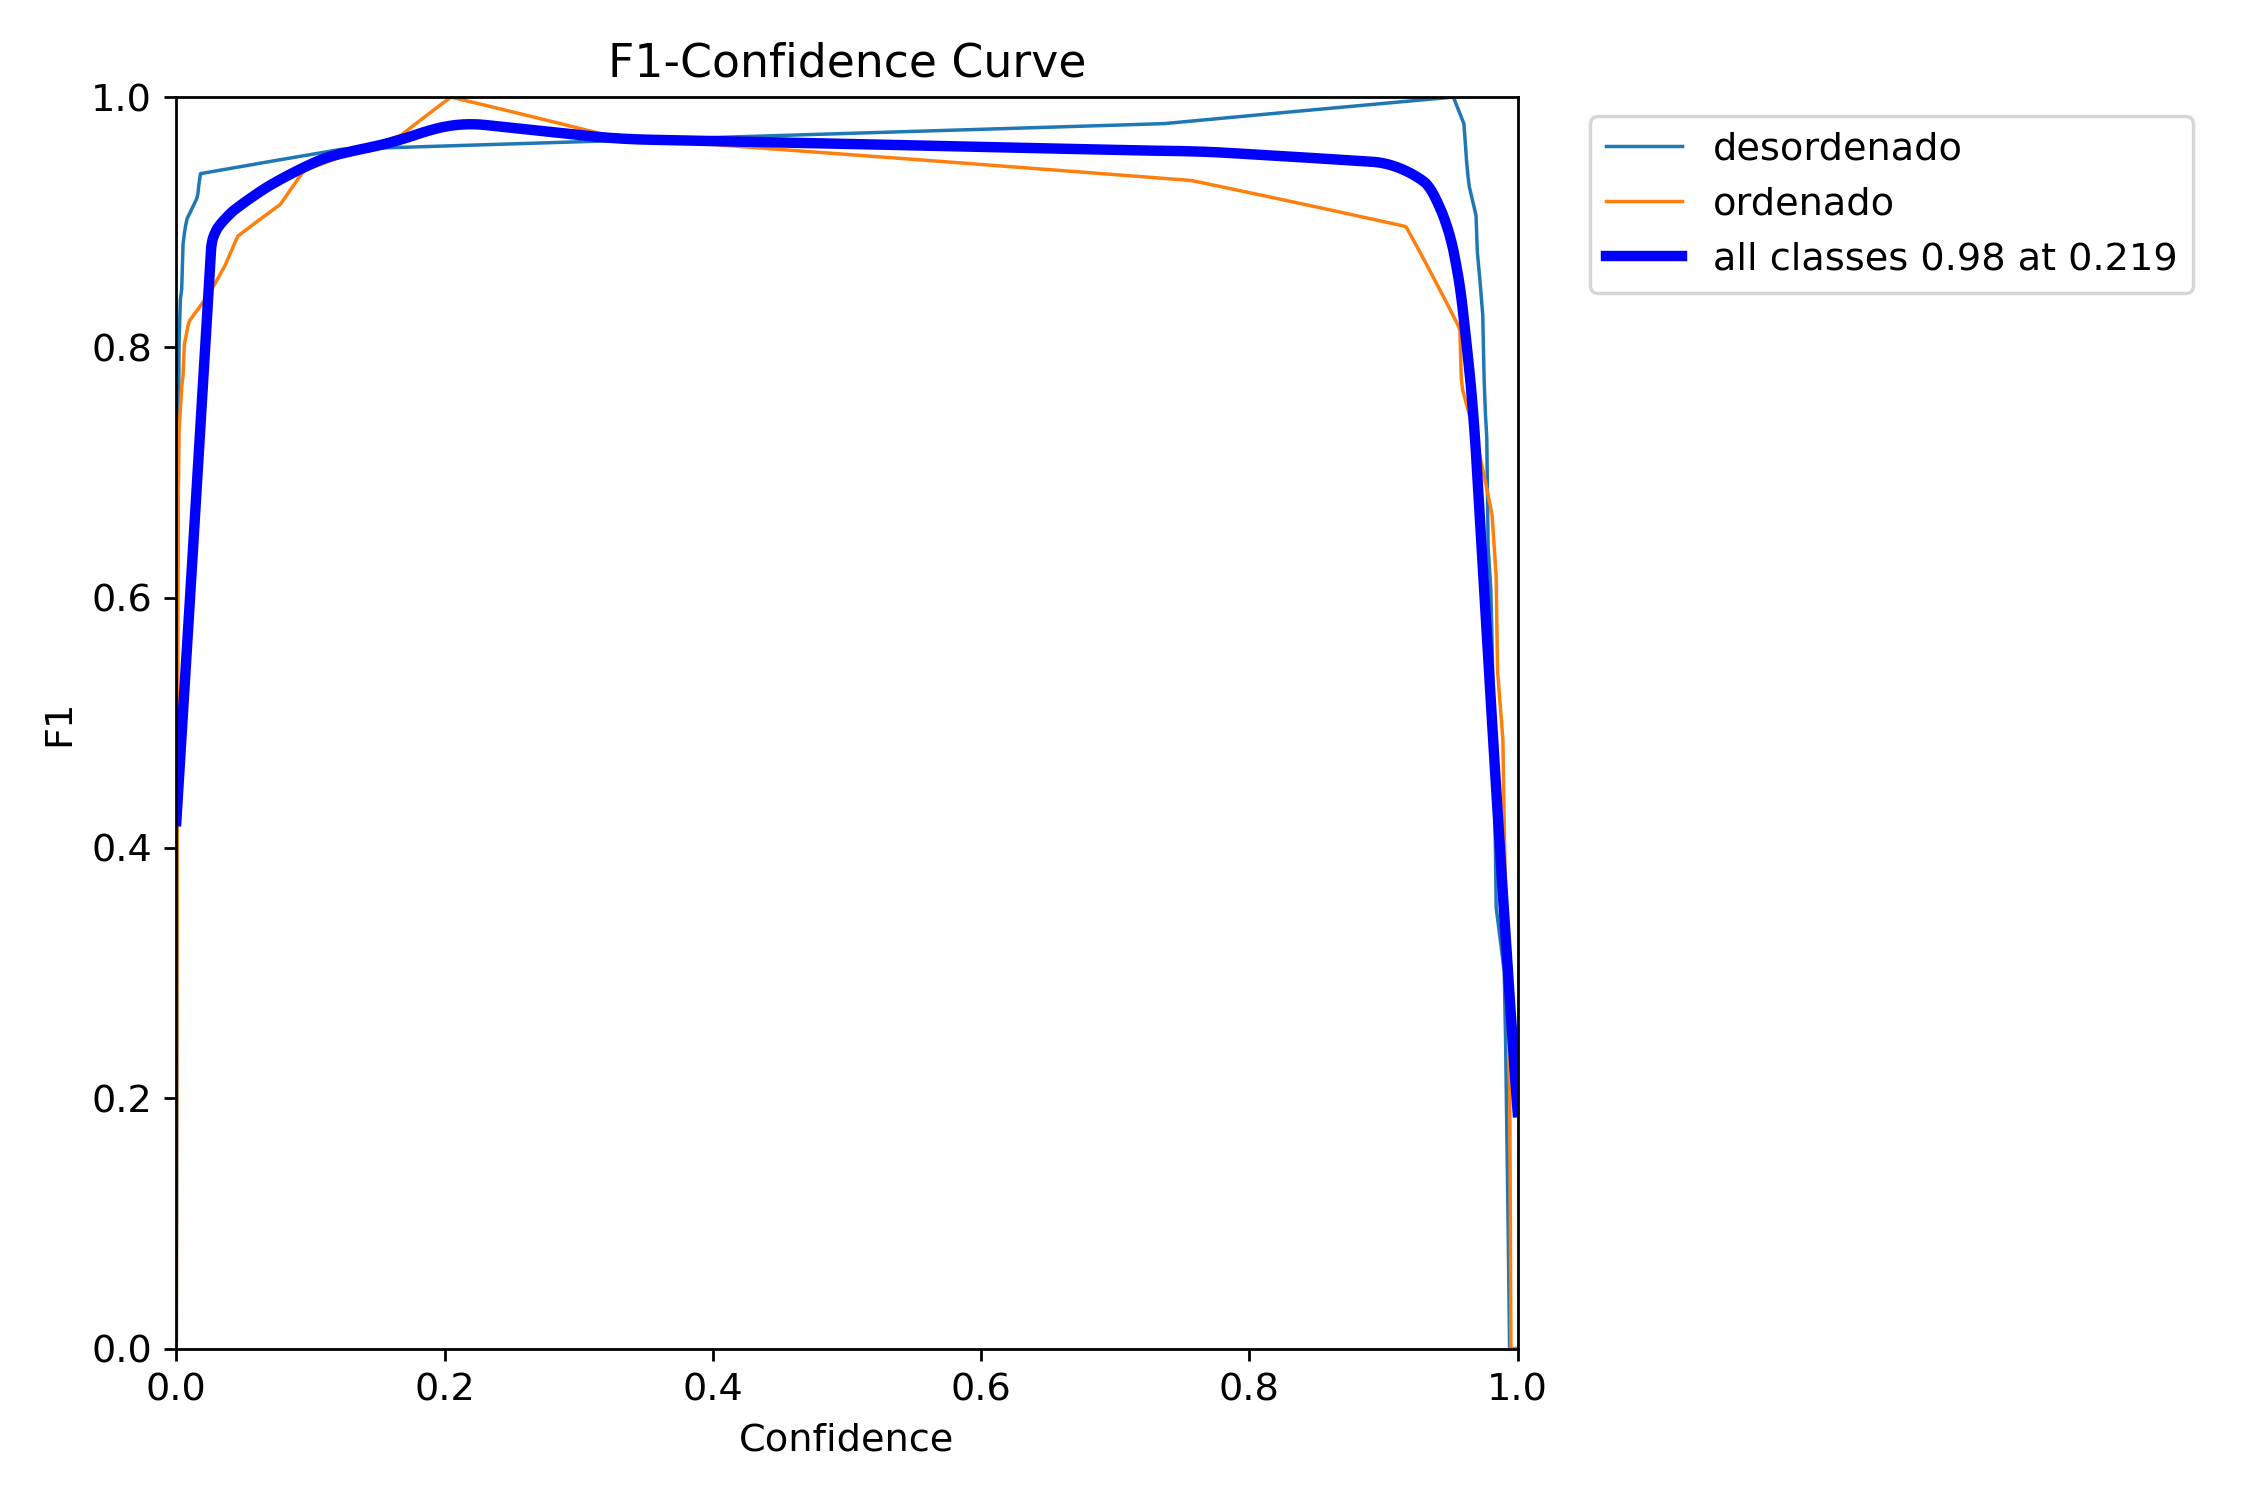 F1-Confidence Curve
1.0
0.8
0.6
0.4
0.2
0.0
F1
0.0 0.2 0.4 0.6 0.8 1.0
Confidence
desordenado
ordenado
all classes 0.98 at 0.219